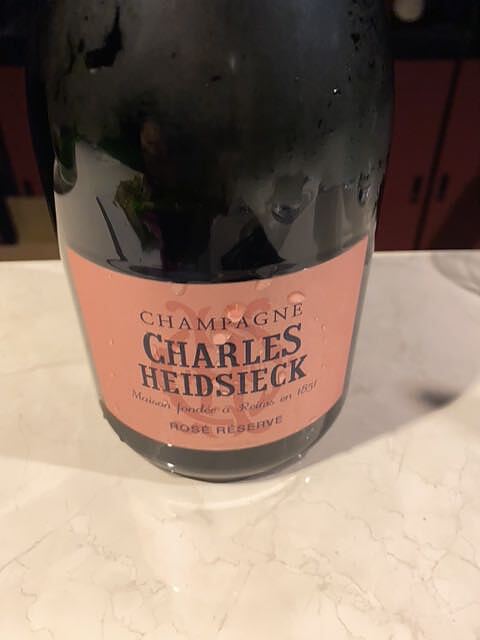 CHAMPAGNE
CHARLES
HEIDSIECK
Maison fondée à Reims en 1851
ROSÉ RÉSERVE